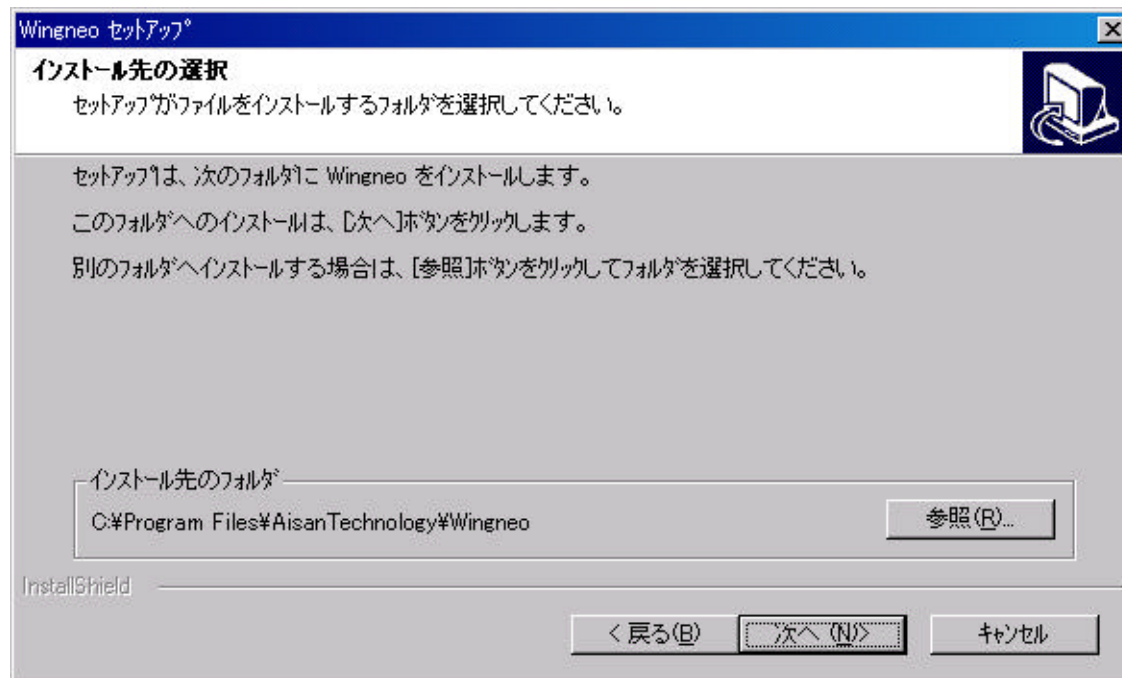 Wingneo セットアップ
インストール先の選択
セットアップがファイルをインストールするフォルダを選択してください。
セットアップは、次のフォルダに Wingneo をインストールします。
このフォルダへのインストールは、[次へ]ボタンをクリックします。
別のフォルダへインストールする場合は、[参照]ボタンをクリックしてフォルダを選択してください。
インストール先のフォルダ
C:¥Program Files¥AisanTechnology¥Wingneo
参照(R)...
InstallShield
< 戻る(B)
次へ (N)>
キャンセル